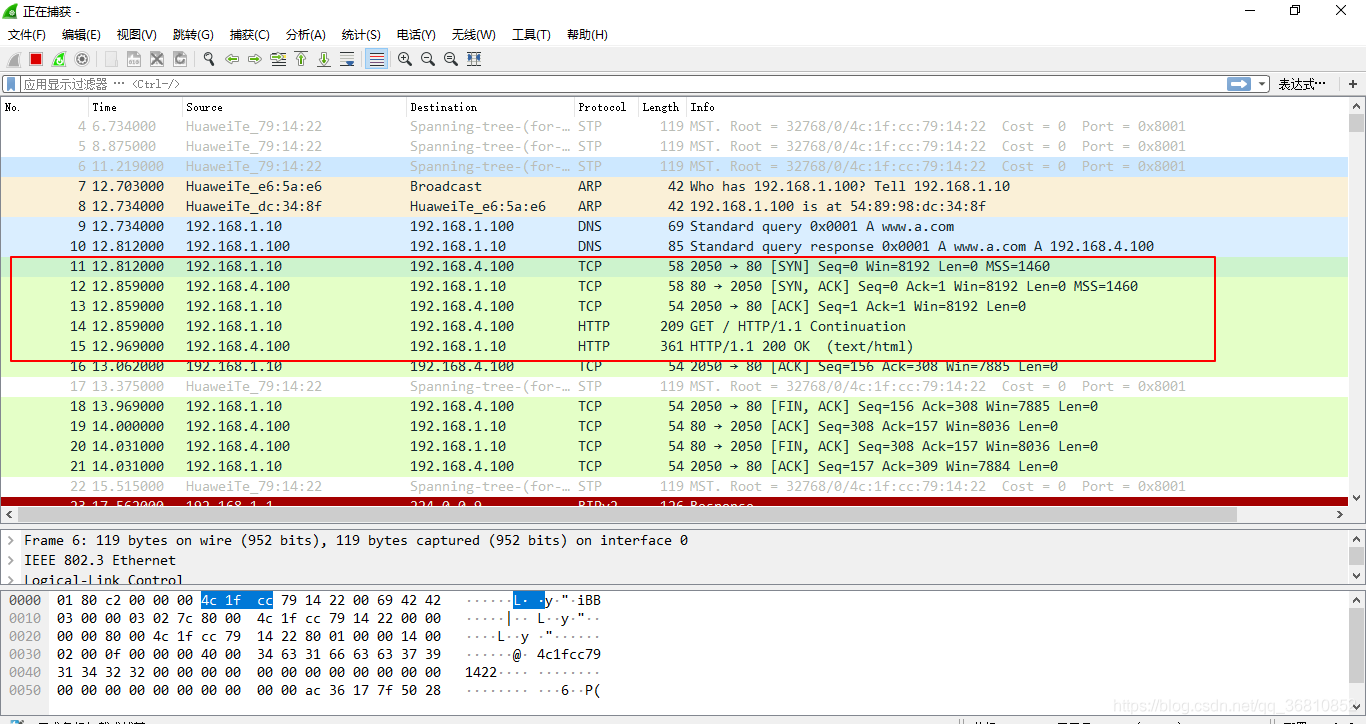 正在捕获 -
文件(F) 编辑(E) 视图(V) 跳转(G) 捕获(C) 分析(A) 统计(S) 电话(Y) 无线(W) 工具(T) 帮助(H)
应用显示过滤器 … <Ctrl-/> 表达式… +
No. Time Source Destination Protocol Length Info
4 6.734000 HuaweiTe_79:14:22 Spanning-tree-(for-… STP 119 MST. Root = 32768/0/4c:1f:cc:79:14:22 Cost = 0 Port = 0x8001
5 8.875000 HuaweiTe_79:14:22 Spanning-tree-(for-… STP 119 MST. Root = 32768/0/4c:1f:cc:79:14:22 Cost = 0 Port = 0x8001
6 11.219000 HuaweiTe_79:14:22 Spanning-tree-(for-… STP 119 MST. Root = 32768/0/4c:1f:cc:79:14:22 Cost = 0 Port = 0x8001
7 12.703000 HuaweiTe_e6:5a:e6 Broadcast ARP 42 Who has 192.168.1.100? Tell 192.168.1.10
8 12.734000 HuaweiTe_dc:34:8f HuaweiTe_e6:5a:e6 ARP 42 192.168.1.100 is at 54:89:98:dc:34:8f
9 12.734000 192.168.1.10 192.168.1.100 DNS 69 Standard query 0x0001 A www.a.com
10 12.812000 192.168.1.100 192.168.1.10 DNS 85 Standard query response 0x0001 A www.a.com A 192.168.4.100
11 12.812000 192.168.1.10 192.168.4.100 TCP 58 2050 → 80 [SYN] Seq=0 Win=8192 Len=0 MSS=1460
12 12.859000 192.168.4.100 192.168.1.10 TCP 58 80 → 2050 [SYN, ACK] Seq=0 Ack=1 Win=8192 Len=0 MSS=1460
13 12.859000 192.168.1.10 192.168.4.100 TCP 54 2050 → 80 [ACK] Seq=1 Ack=1 Win=8192 Len=0
14 12.859000 192.168.1.10 192.168.4.100 HTTP 209 GET / HTTP/1.1 Continuation
15 12.969000 192.168.4.100 192.168.1.10 HTTP 361 HTTP/1.1 200 OK (text/html)
16 13.062000 192.168.1.10 192.168.4.100 TCP 54 2050 → 80 [ACK] Seq=156 Ack=308 Win=7885 Len=0
17 13.375000 HuaweiTe_79:14:22 Spanning-tree-(for-… STP 119 MST. Root = 32768/0/4c:1f:cc:79:14:22 Cost = 0 Port = 0x8001
18 13.969000 192.168.1.10 192.168.4.100 TCP 54 2050 → 80 [FIN, ACK] Seq=156 Ack=308 Win=7885 Len=0
19 14.000000 192.168.4.100 192.168.1.10 TCP 54 80 → 2050 [ACK] Seq=308 Ack=157 Win=8036 Len=0
20 14.031000 192.168.4.100 192.168.1.10 TCP 54 80 → 2050 [FIN, ACK] Seq=308 Ack=157 Win=8036 Len=0
21 14.031000 192.168.1.10 192.168.4.100 TCP 54 2050 → 80 [ACK] Seq=157 Ack=309 Win=7884 Len=0
22 15.515000 HuaweiTe_79:14:22 Spanning-tree-(for-… STP 119 MST. Root = 32768/0/4c:1f:cc:79:14:22 Cost = 0 Port = 0x8001
23 17.562000 192.168.1.1 224.0.0.9 RIPv2 126 Response
Frame 6: 119 bytes on wire (952 bits), 119 bytes captured (952 bits) on interface 0
IEEE 802.3 Ethernet
Logical-Link Control
0000 01 80 c2 00 00 00 4c 1f cc 79 14 22 00 69 42 42 ······L··y·"·iBB
0010 03 00 00 03 02 7c 80 00 4c 1f cc 79 14 22 00 00 ·····|·· L··y·"··
0020 00 00 80 00 4c 1f cc 79 14 22 80 01 00 00 14 00 ····L··y ·"······
0030 02 00 0f 00 00 00 40 00 34 63 31 66 63 63 37 39 ······@· 4c1fcc79
0040 31 34 32 32 00 00 00 00 00 00 00 00 00 00 00 00 1422···· ········
0050 00 00 00 00 00 00 00 00 00 00 ac 36 17 7f 50 28 ········ ···6··P(